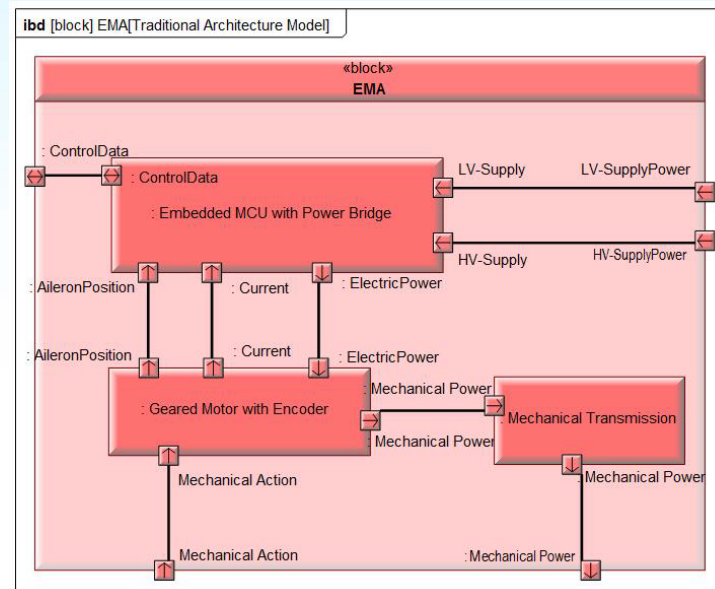 ibd [block] EMA[Traditional Architecture Model]
«block»
EMA
: ControlData
: ControlData
LV-Supply
LV-SupplyPower
: Embedded MCU with Power Bridge
HV-Supply
HV-SupplyPower
: AileronPosition
: Current
: ElectricPower
: AileronPosition
: Current
: ElectricPower
: Mechanical Power
: Geared Motor with Encoder
: Mechanical Transmission
: Mechanical Power
Mechanical Action
: Mechanical Power
Mechanical Action
: Mechanical Power